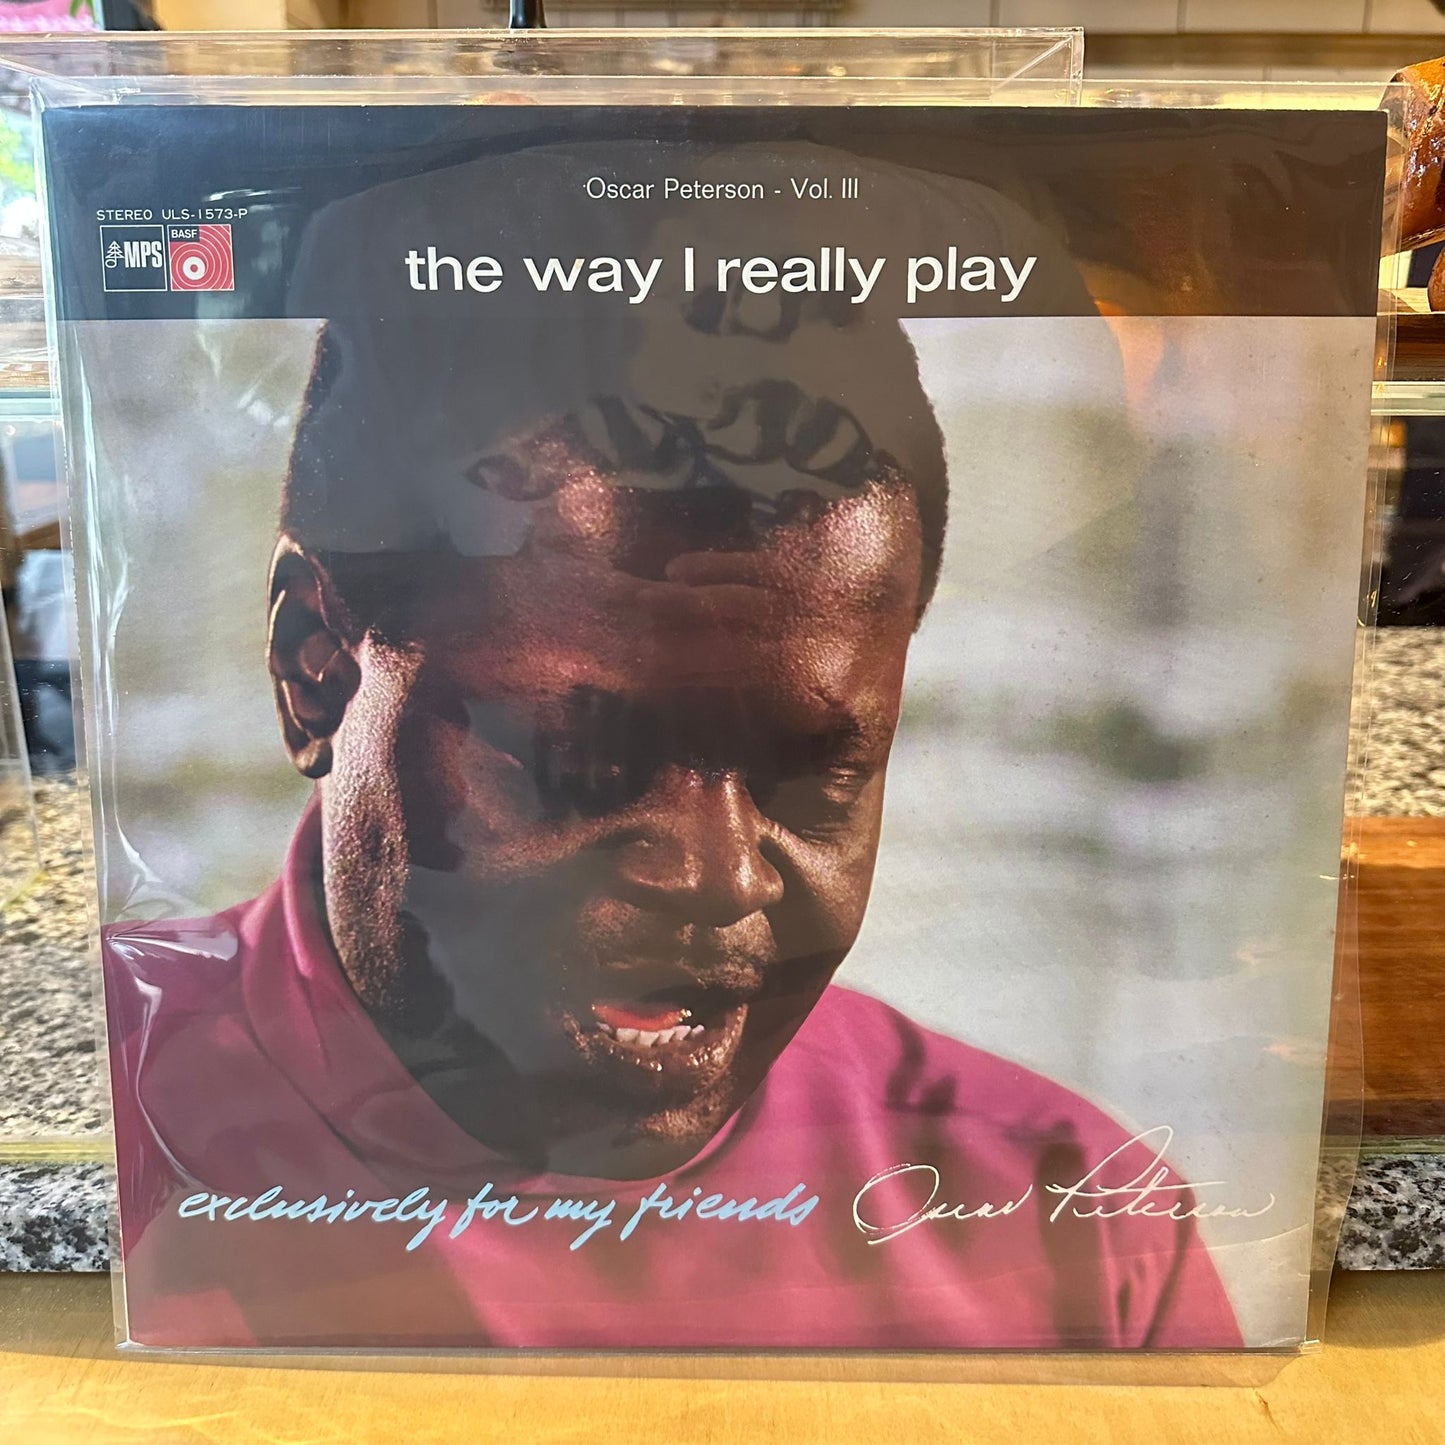 Oscar Peterson - Vol. III
STEREO ULS-1573-P
MPS
BASF
the way I really play
exclusively for my friends
Oscar Peterson